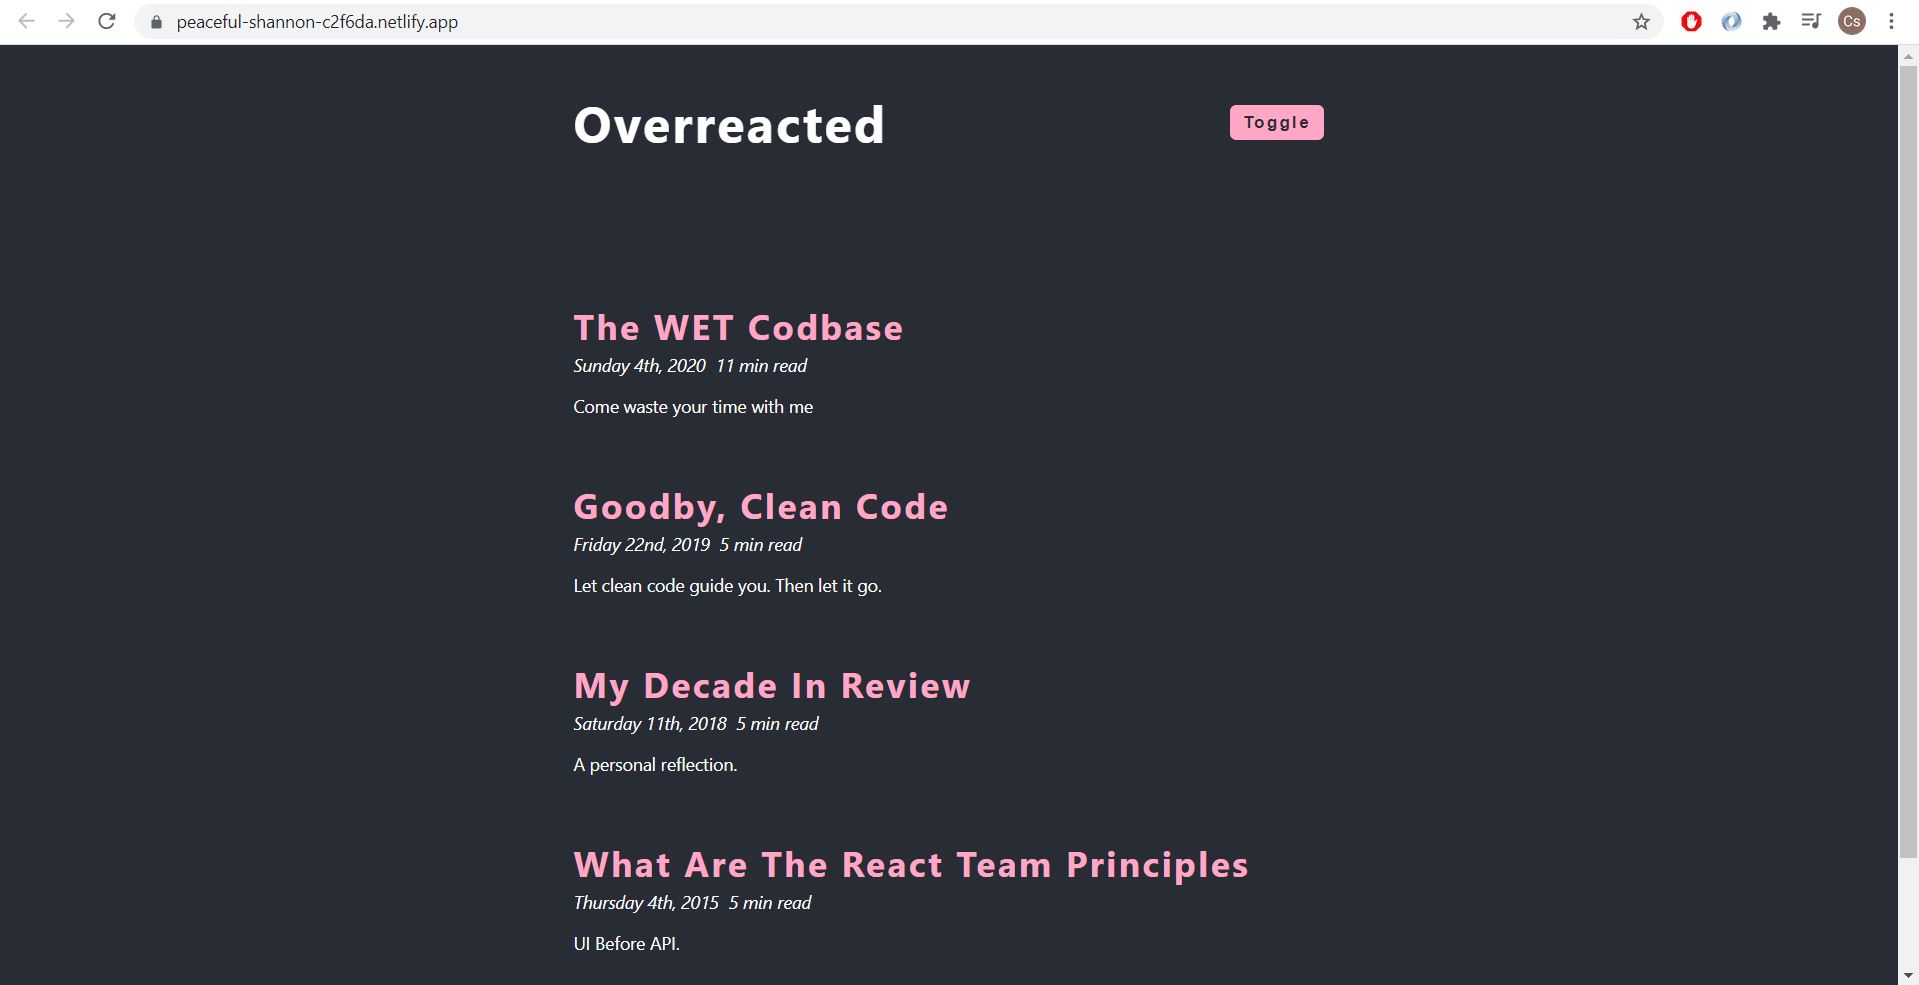 peaceful-shannon-c2f6da.netlify.app
Cs
Overreacted
Toggle
The WET Codbase
Sunday 4th, 2020 11 min read
Come waste your time with me
Goodby, Clean Code
Friday 22nd, 2019 5 min read
Let clean code guide you. Then let it go.
My Decade In Review
Saturday 11th, 2018 5 min read
A personal reflection.
What Are The React Team Principles
Thursday 4th, 2015 5 min read
UI Before API.